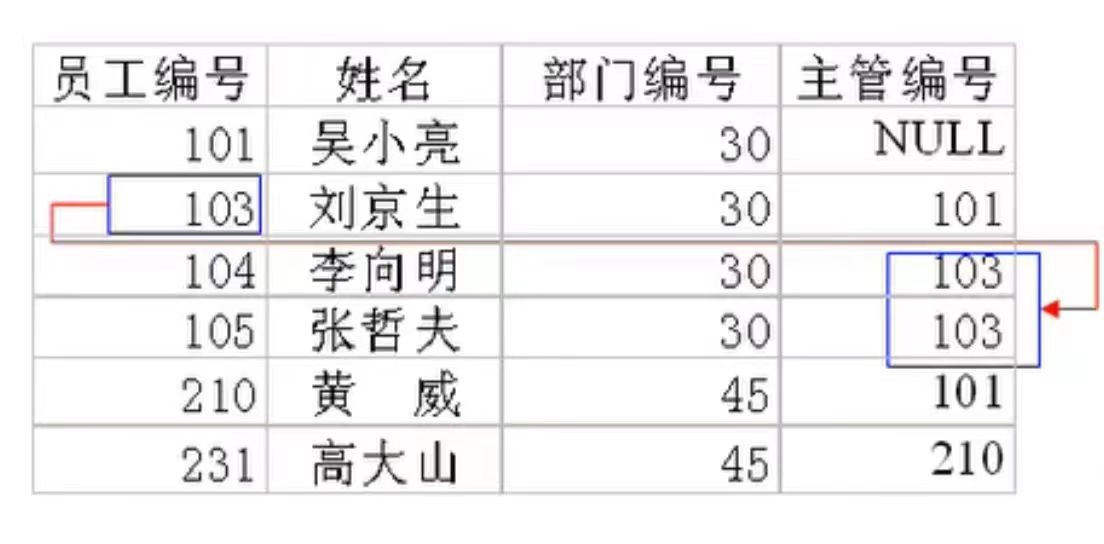 员工编号 姓名 部门编号 主管编号
101 吴小亮 30 NULL
103 刘京生 30 101
104 李向明 30 103
105 张哲夫 30 103
210 黄 威 45 101
231 高大山 45 210